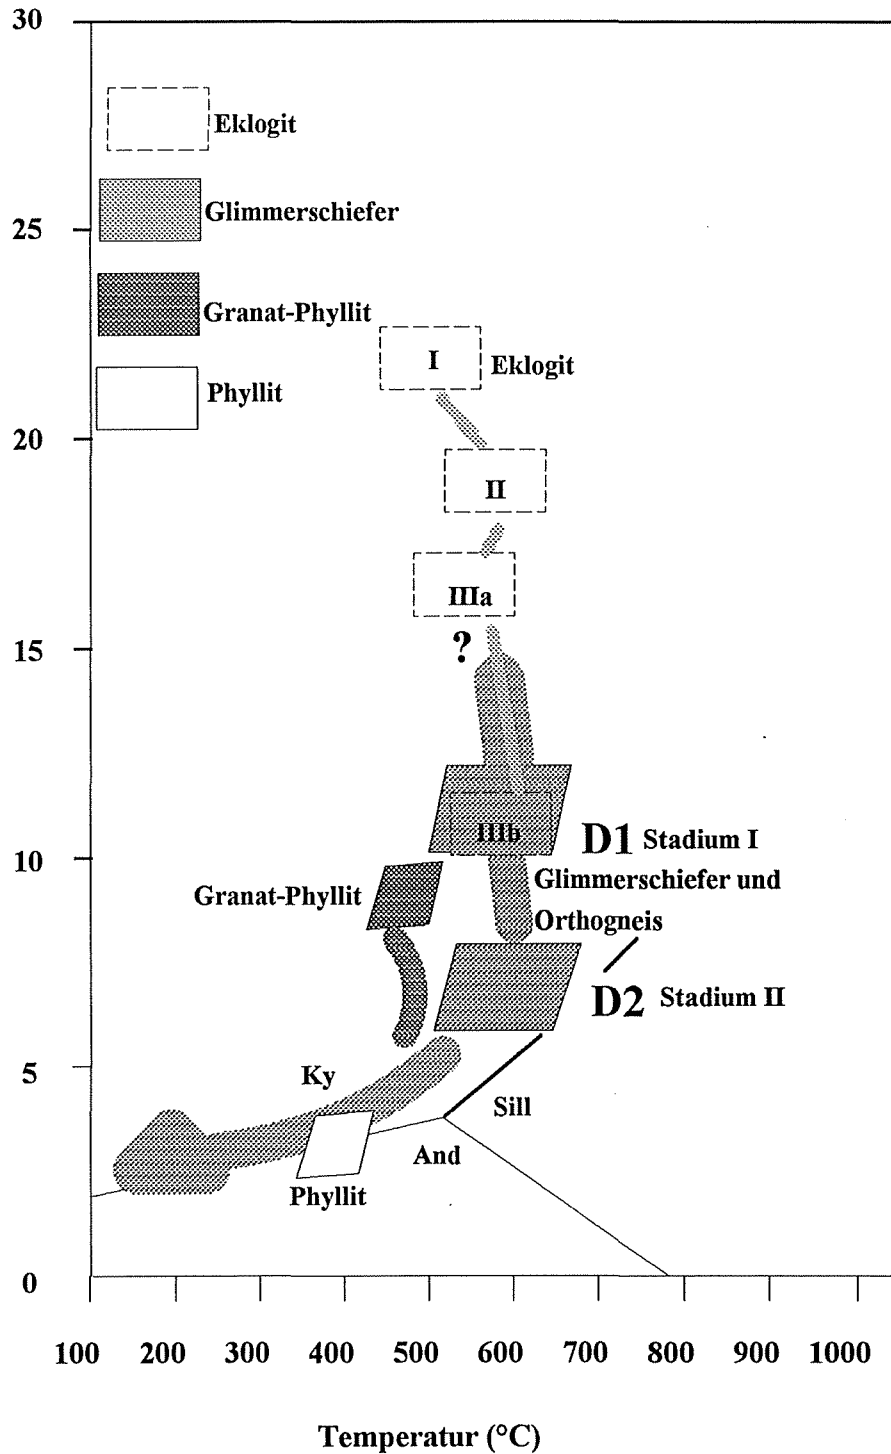 30
Eklogit
Glimmerschiefer
25
Granat-Phyllit
Phyllit
I
Eklogit
20
II
IIIa
?
15
IIIb
D1 Stadium I
10
Granat-Phyllit
Glimmerschiefer und
Orthogneis
D2 Stadium II
5
Ky
Sill
And
Phyllit
0
100 200 300 400 500 600 700 800 900 1000
Temperatur (°C)